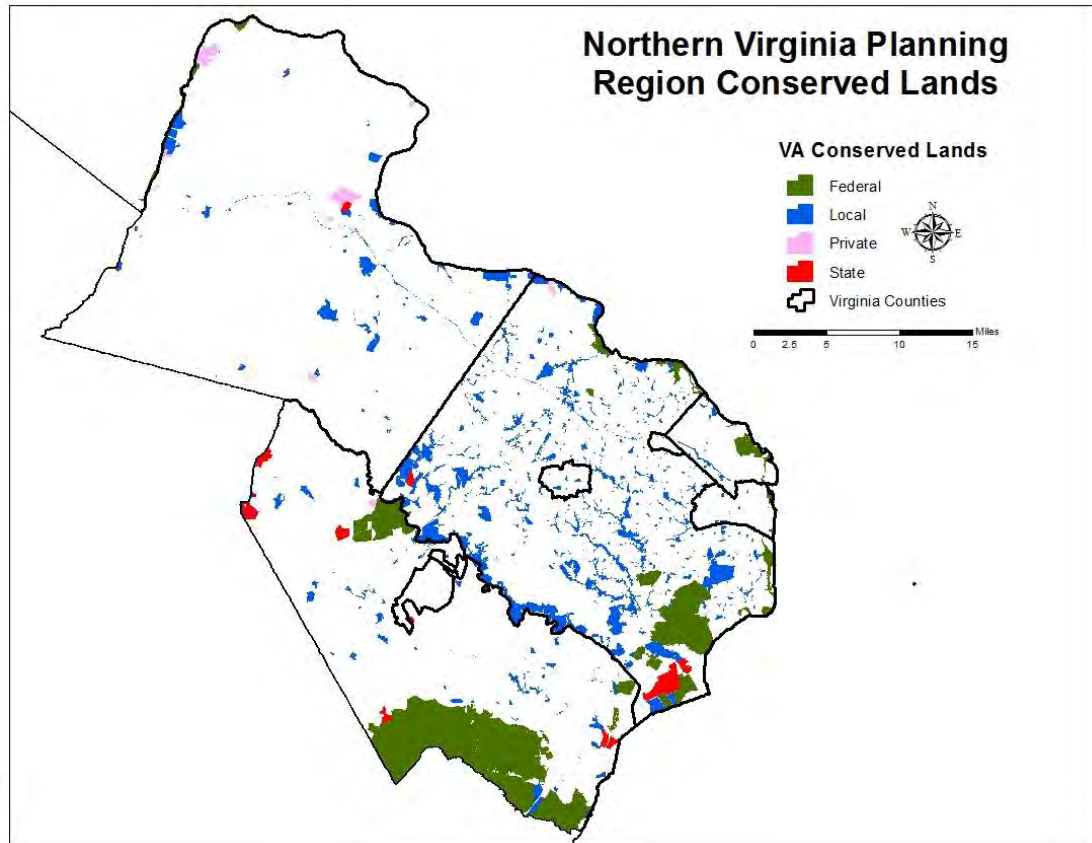 Northern Virginia Planning
Region Conserved Lands
VA Conserved Lands
Federal
Local
Private
State
Virginia Counties
N
W E
S
Miles
0 2.5 5 10 15